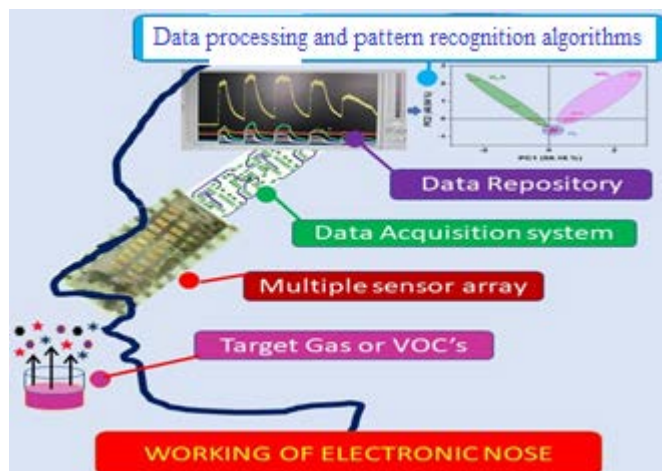 Data processing and pattern recognition algorithms
Data Repository
Data Acquisition system
Multiple sensor array
Target Gas or VOC's
WORKING OF ELECTRONIC NOSE